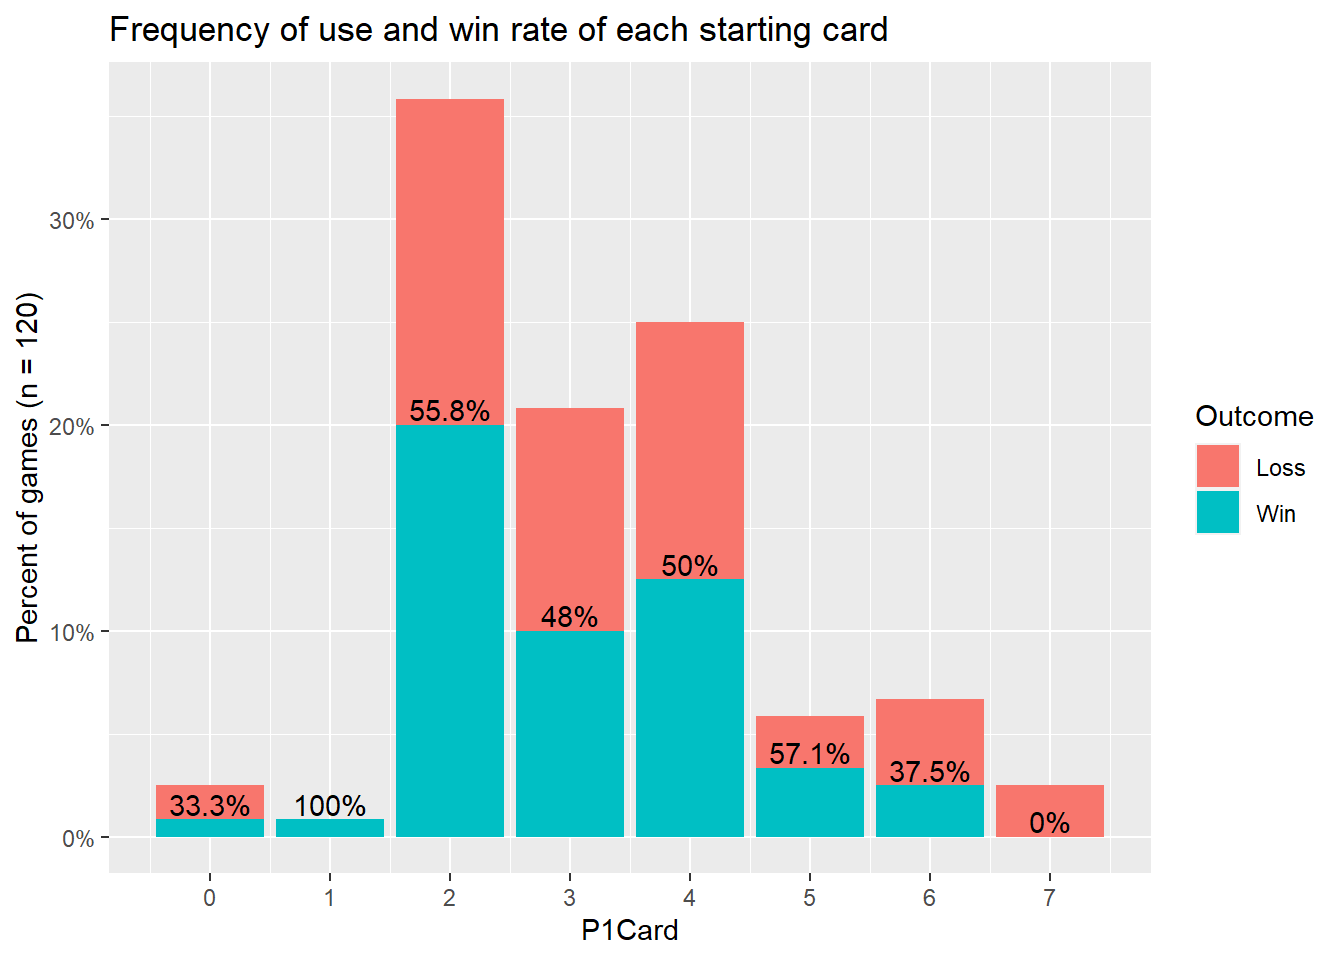 Frequency of use and win rate of each starting card
Percent of games (n = 120)
30%
20%
10%
0%
33.3%
100%
55.8%
48%
50%
57.1%
37.5%
0%
0 1 2 3 4 5 6 7
P1Card
Outcome
Loss
Win